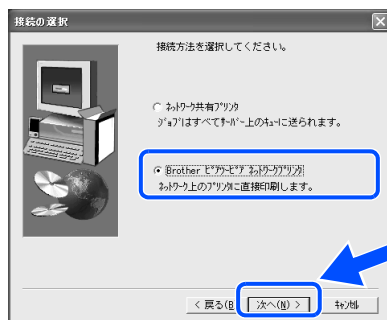 接続の選択
接続方法を選択してください。
ﾈｯﾄﾜｰｸ共有ﾌﾟﾘﾝﾀ
ｼﾞｮﾌﾞはすべてｻｰﾊﾞｰ上のｷｭｰに送られます。
Brother ﾋﾟｱﾂｰﾋﾟｱ ﾈｯﾄﾜｰｸﾌﾟﾘﾝﾀ
ﾈｯﾄﾜｰｸ上のﾌﾟﾘﾝﾀに直接印刷します。
< 戻る(B
次へ(N) >
ｷｬﾝｾﾙ